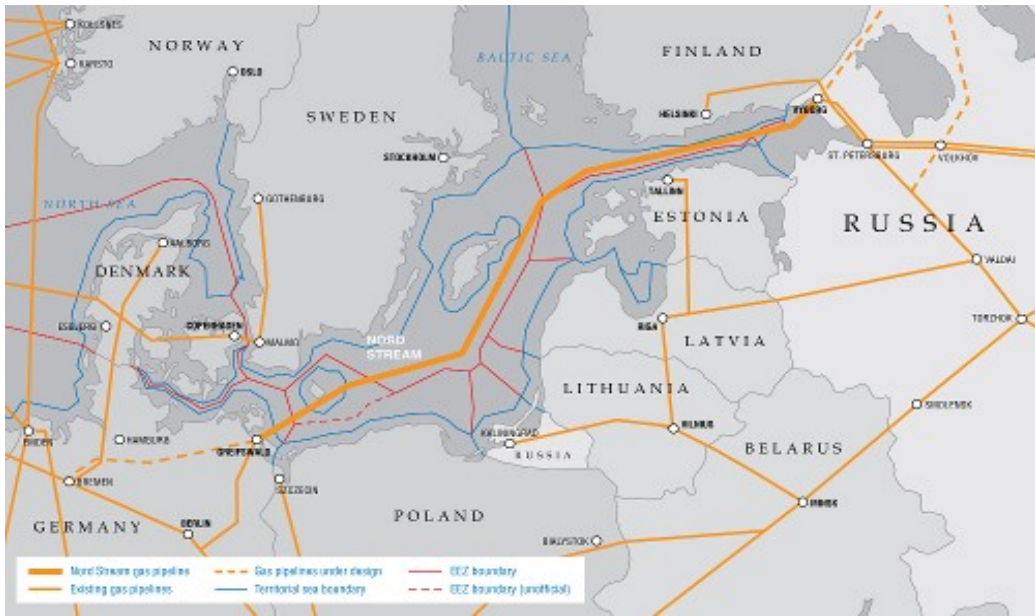 KOLLSNES
KARSTO
NORWAY
OSLO
SWEDEN
STOCKHOLM
BALTIC SEA
FINLAND
HELSINKI
VYBORG
ST. PETERSBURG
VOLKHOV
TALLINN
ESTONIA
RUSSIA
VALDAI
TORZHOK
NORTH SEA
GOTHENBURG
AALBORG
DENMARK
ESBJERG
COPENHAGEN
MALMO
NORD
STREAM
RIGA
LATVIA
LITHUANIA
SMOLENSK
KALININGRAD
RUSSIA
VILNIUS
BELARUS
EMDEN
HAMBURG
GREIFSWALD
BREMEN
SZCZECIN
GERMANY
BERLIN
POLAND
BIALYSTOK
MINSK
Nord Stream gas pipeline
Gas pipelines under design
EEZ boundary
Existing gas pipelines
Territorial sea boundary
EEZ boundary (unofficial)